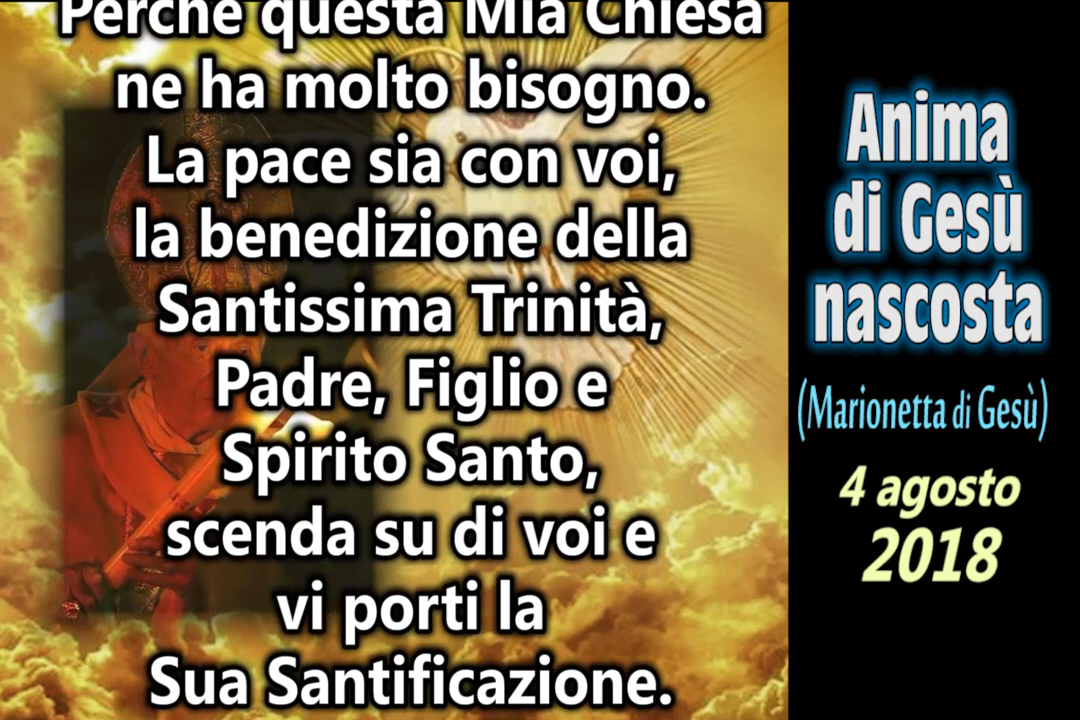 Perché questa Mia Chiesa
ne ha molto bisogno.
La pace sia con voi,
la benedizione della
Santissima Trinità,
Padre, Figlio e
Spirito Santo,
scenda su di voi e
vi porti la
Sua Santificazione.
Anima
di Gesù
nascosta
(Marionetta di Gesù)
4 agosto
2018